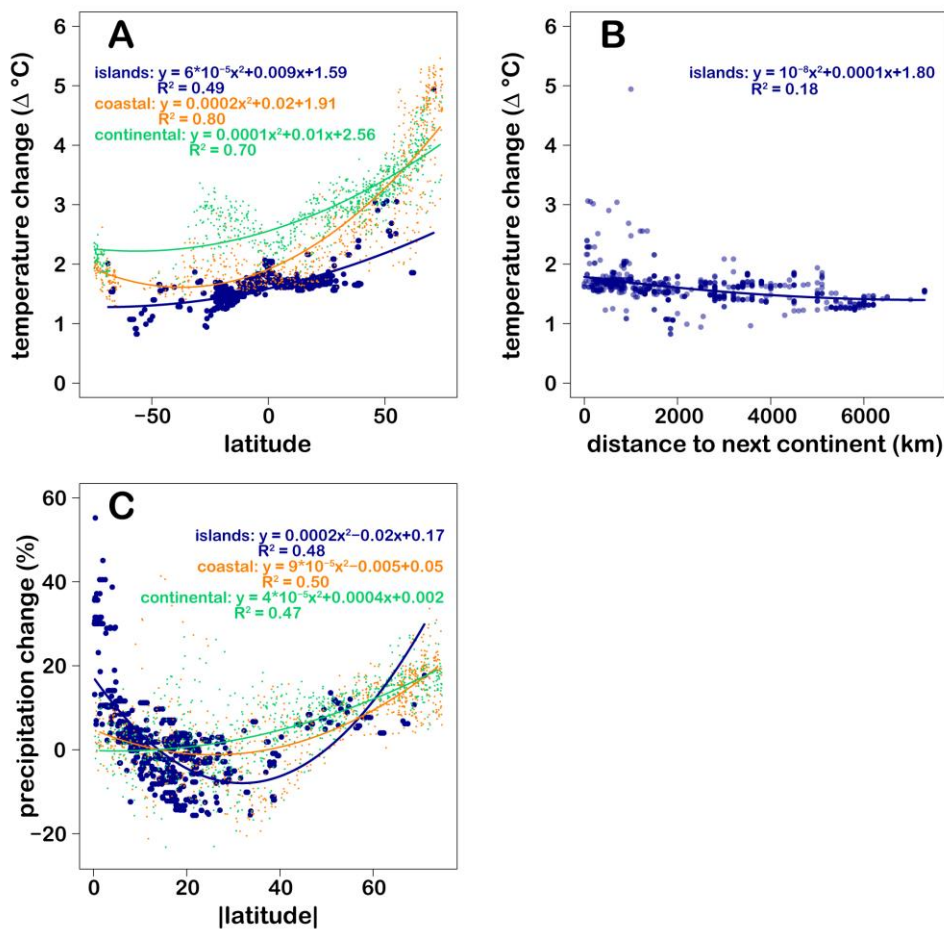 A
islands: y = 6*10⁻⁵x²+0.009x+1.59
R² = 0.49
coastal: y = 0.0002x²+0.02+1.91
R² = 0.80
continental: y = 0.0001x²+0.01x+2.56
R² = 0.70
temperature change (Δ °C)
6
5
4
3
2
1
0
−50
0
50
latitude
B
islands: y = 10⁻⁸x²+0.0001x+1.80
R² = 0.18
temperature change (Δ °C)
6
5
4
3
2
1
0
0
2000
4000
6000
distance to next continent (km)
C
islands: y = 0.0002x²−0.02x+0.17
R² = 0.48
coastal: y = 9*10⁻⁵x²−0.005+0.05
R² = 0.50
continental: y = 4*10⁻⁵x²+0.0004x+0.002
R² = 0.47
precipitation change (%)
60
40
20
0
−20
0
20
40
60
|latitude|